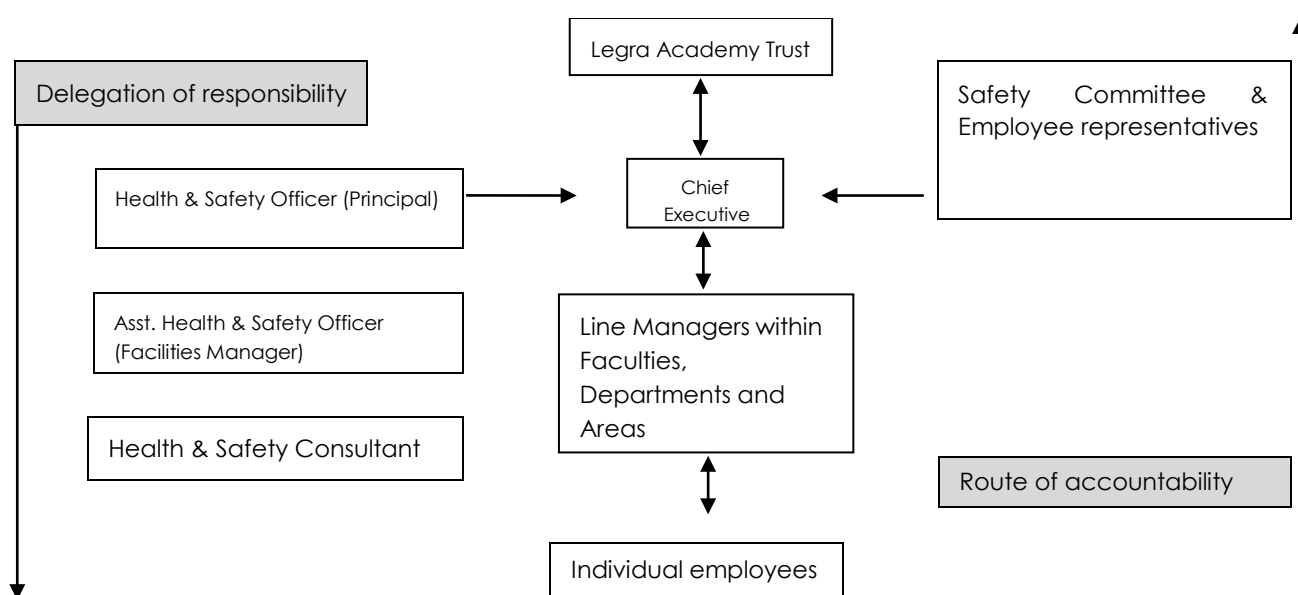 Legra Academy Trust
Delegation of responsibility
Safety Committee &
Employee representatives
Health & Safety Officer (Principal)
Chief
Executive
Asst. Health & Safety Officer
(Facilities Manager)
Line Managers within
Faculties,
Departments and
Areas
Health & Safety Consultant
Route of accountability
Individual employees